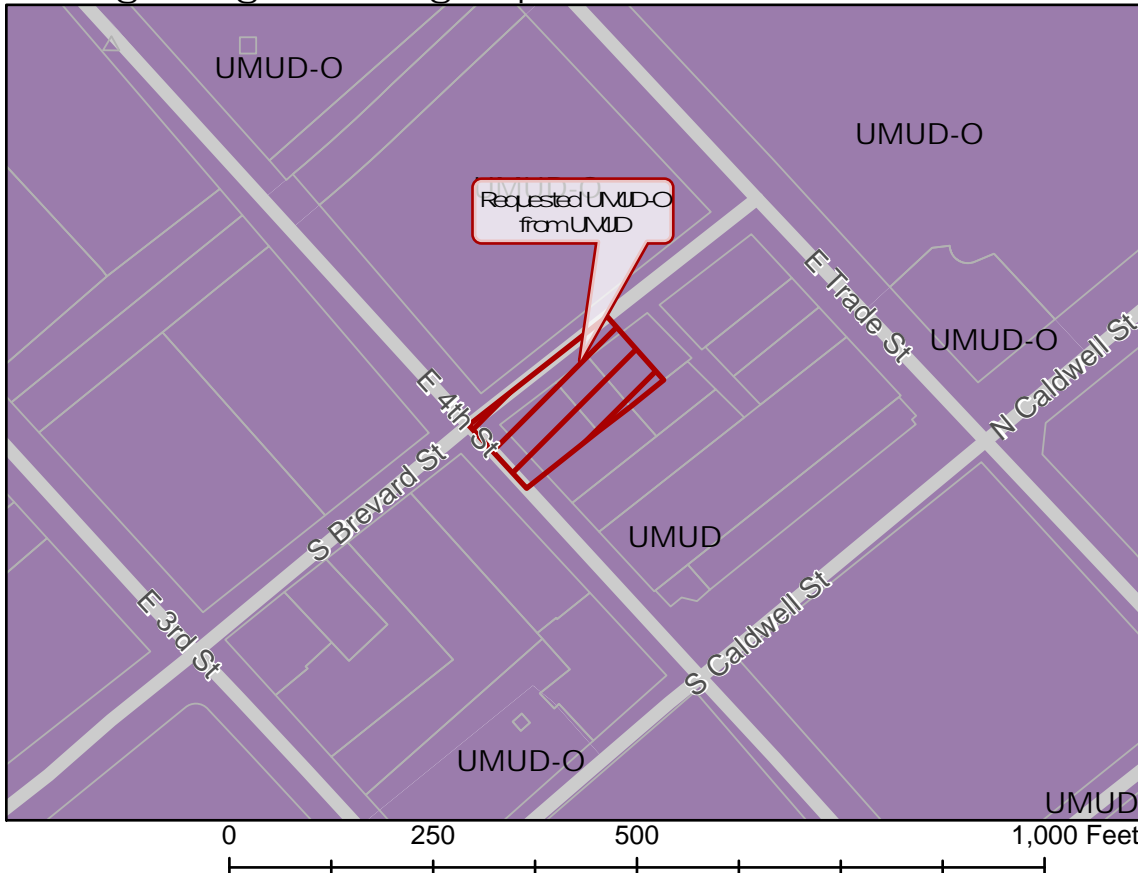 UMUD-O
UMUD-O
UMUD-O
Requested UMUD-O
from UMUD
E Trade St
UMUD-O
N Caldwell St
E 4th St
S Brevard St
UMUD
E 3rd St
S Caldwell St
UMUD-O
UMUD
0 250 500 1,000 Feet